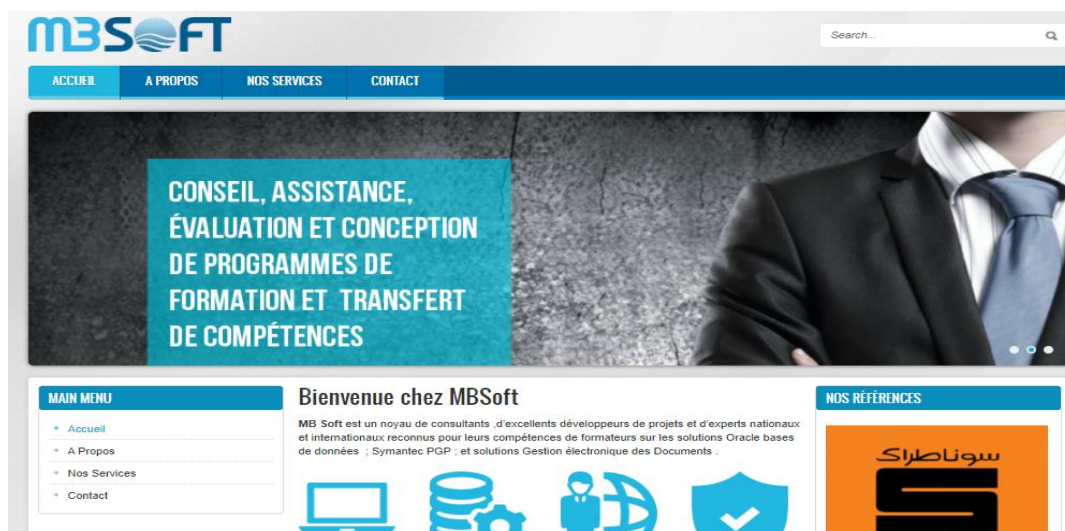 MBSOFT
Search...
ACCUEIL
A PROPOS
NOS SERVICES
CONTACT
CONSEIL, ASSISTANCE,
ÉVALUATION ET CONCEPTION
DE PROGRAMMES DE
FORMATION ET TRANSFERT
DE COMPÉTENCES
MAIN MENU
Accueil
A Propos
Nos Services
Contact
Bienvenue chez MBSoft
MB Soft est un noyau de consultants ,d'excellents développeurs de projets et d'experts nationaux
et internationaux reconnus pour leurs compétences de formateurs sur les solutions Oracle bases
de données ; Symantec PGP ; et solutions Gestion électronique des Documents .
NOS RÉFÉRENCES
سوناطراك